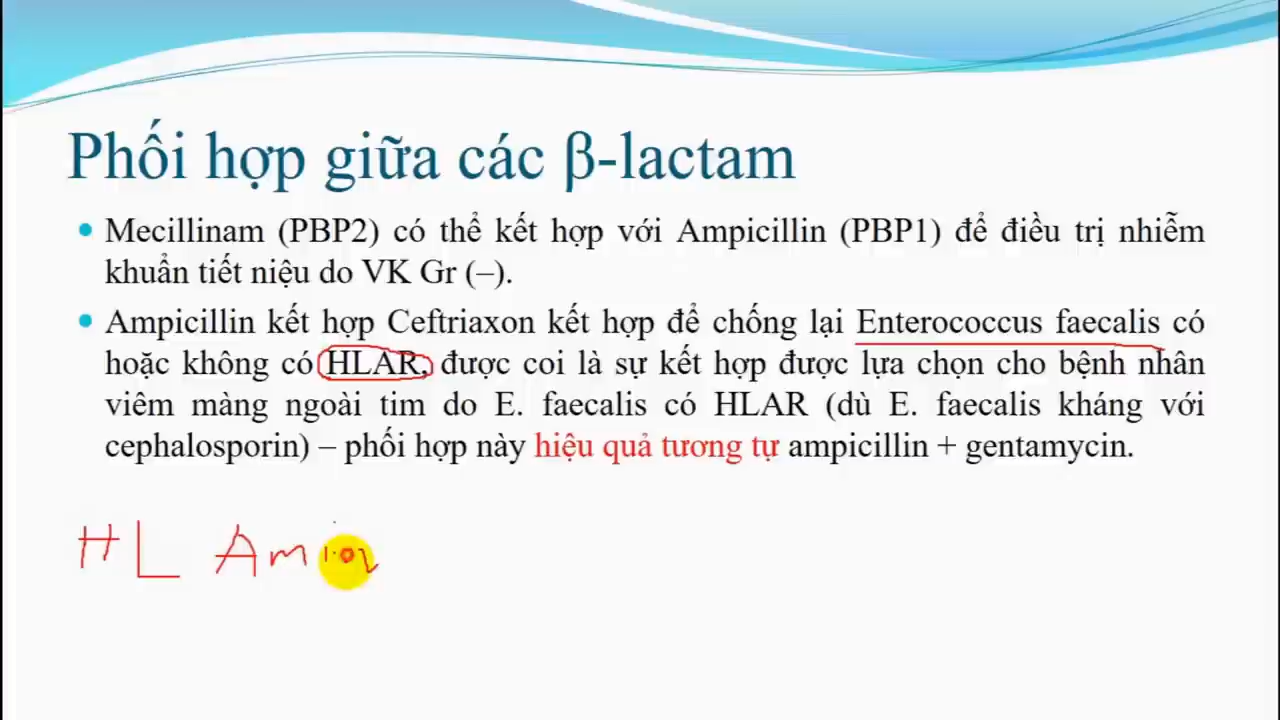 Phối hợp giữa các β-lactam
Mecillinam (PBP2) có thể kết hợp với Ampicillin (PBP1) để điều trị nhiễm
khuẩn tiết niệu do VK Gr (–).
Ampicillin kết hợp Ceftriaxon kết hợp để chống lại Enterococcus faecalis có
hoặc không có HLAR, được coi là sự kết hợp được lựa chọn cho bệnh nhân
viêm màng ngoài tim do E. faecalis có HLAR (dù E. faecalis kháng với
cephalosporin) – phối hợp này hiệu quả tương tự ampicillin + gentamycin.
HL